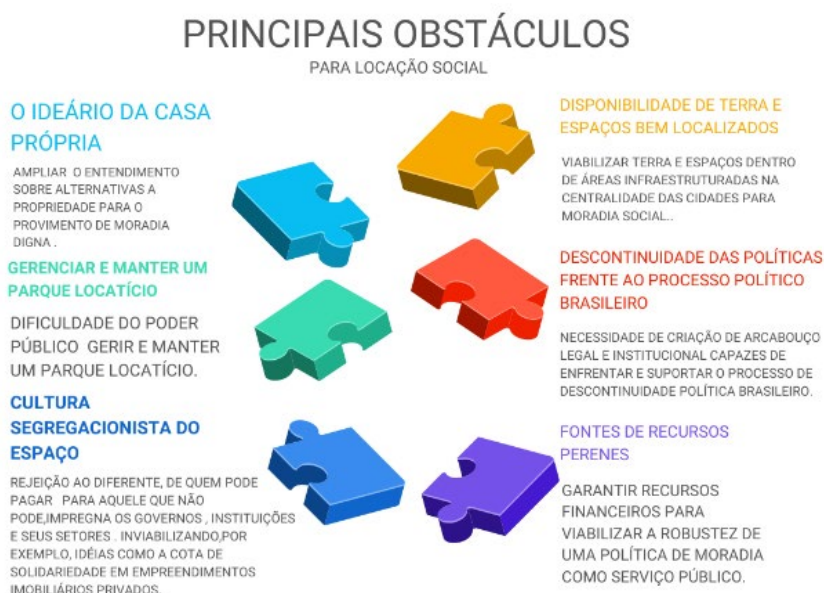 PRINCIPAIS OBSTÁCULOS
PARA LOCAÇÃO SOCIAL
O IDEÁRIO DA CASA
PRÓPRIA
AMPLIAR O ENTENDIMENTO
SOBRE ALTERNATIVAS A
PROPRIEDADE PARA O
PROVIMENTO DE MORADIA
DIGNA .
GERENCIAR E MANTER UM
PARQUE LOCATÍCIO
DIFICULDADE DO PODER
PÚBLICO GERIR E MANTER
UM PARQUE LOCATÍCIO.
CULTURA
SEGREGACIONISTA DO
ESPAÇO
REJEIÇÃO AO DIFERENTE, DE QUEM PODE
PAGAR PARA AQUELE QUE NÃO
PODE,IMPREGNA OS GOVERNOS , INSTITUIÇÕES
E SEUS SETORES . INVIABILIZANDO,POR
EXEMPLO, IDÉIAS COMO A COTA DE
SOLIDARIEDADE EM EMPREENDIMENTOS
IMOBILIÁRIOS PRIVADOS.
DISPONIBILIDADE DE TERRA E
ESPAÇOS BEM LOCALIZADOS
VIABILIZAR TERRA E ESPAÇOS DENTRO
DE ÁREAS INFRAESTRUTURADAS NA
CENTRALIDADE DAS CIDADES PARA
MORADIA SOCIAL..
DESCONTINUIDADE DAS POLÍTICAS
FRENTE AO PROCESSO POLÍTICO
BRASILEIRO
NECESSIDADE DE CRIAÇÃO DE ARCABOUÇO
LEGAL E INSTITUCIONAL CAPAZES DE
ENFRENTAR E SUPORTAR O PROCESSO DE
DESCONTINUIDADE POLÍTICA BRASILEIRO.
FONTES DE RECURSOS
PERENES
GARANTIR RECURSOS
FINANCEIROS PARA
VIABILIZAR A ROBUSTEZ DE
UMA POLÍTICA DE MORADIA
COMO SERVIÇO PÚBLICO.